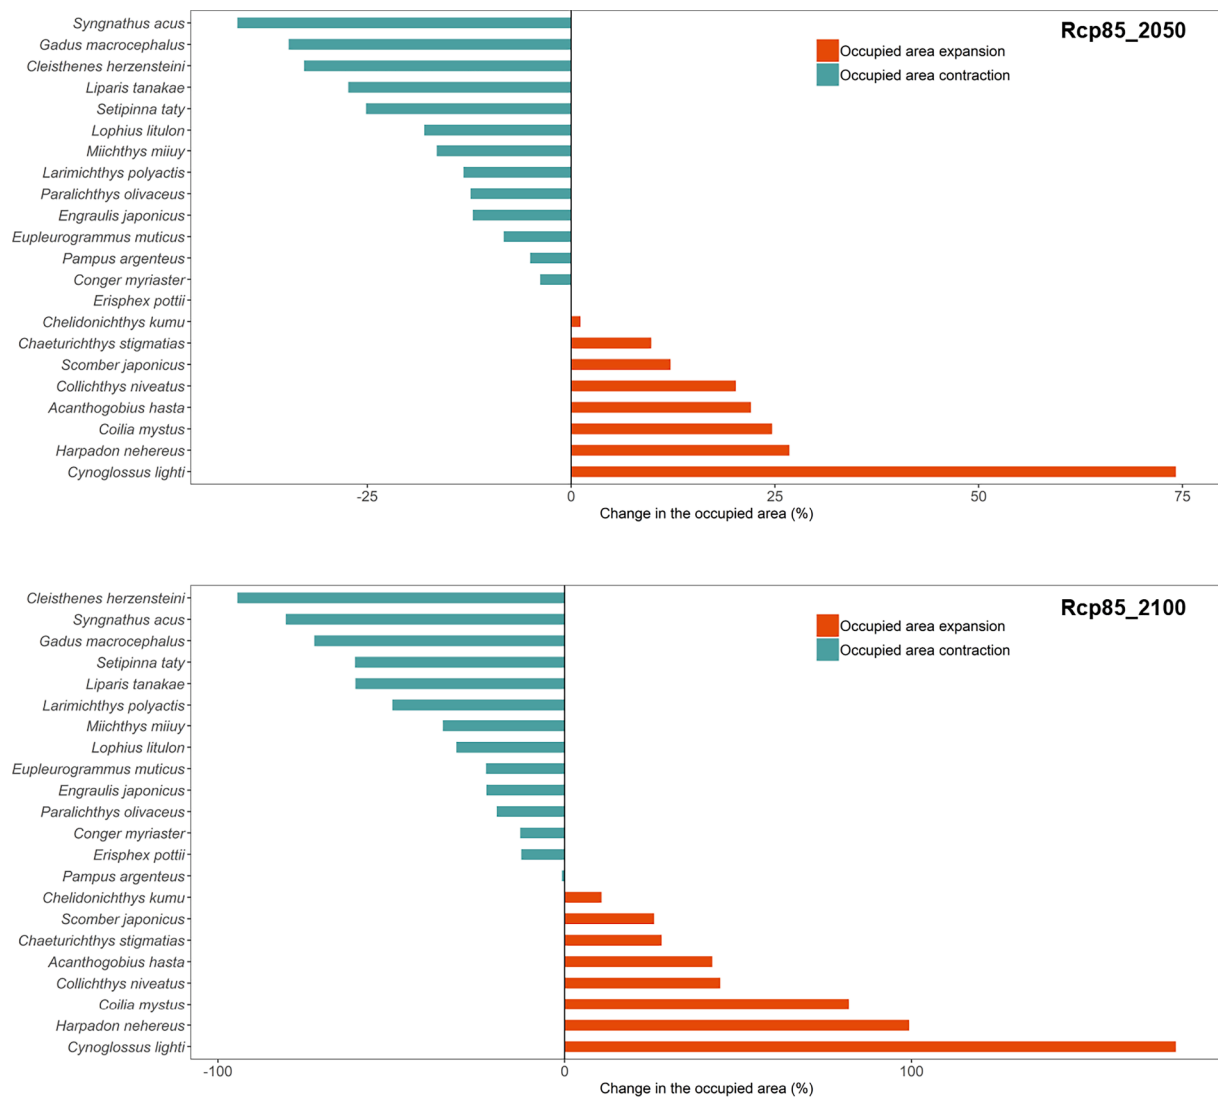 Rcp85_2050
Occupied area expansion
Occupied area contraction
Syngnathus acus
Gadus macrocephalus
Cleisthenes herzensteini
Liparis tanakae
Setipinna taty
Lophius litulon
Miichthys miiuy
Larimichthys polyactis
Paralichthys olivaceus
Engraulis japonicus
Eupleurogrammus muticus
Pampus argenteus
Conger myriaster
Erisphex pottii
Chelidonichthys kumu
Chaeturichthys stigmatias
Scomber japonicus
Collichthys niveatus
Acanthogobius hasta
Coilia mystus
Harpadon nehereus
Cynoglossus lighti
-25 0 25 50 75
Change in the occupied area (%)
Rcp85_2100
Occupied area expansion
Occupied area contraction
Cleisthenes herzensteini
Syngnathus acus
Gadus macrocephalus
Setipinna taty
Liparis tanakae
Larimichthys polyactis
Miichthys miiuy
Lophius litulon
Eupleurogrammus muticus
Engraulis japonicus
Paralichthys olivaceus
Conger myriaster
Erisphex pottii
Pampus argenteus
Chelidonichthys kumu
Scomber japonicus
Chaeturichthys stigmatias
Acanthogobius hasta
Collichthys niveatus
Coilia mystus
Harpadon nehereus
Cynoglossus lighti
-100 0 100
Change in the occupied area (%)